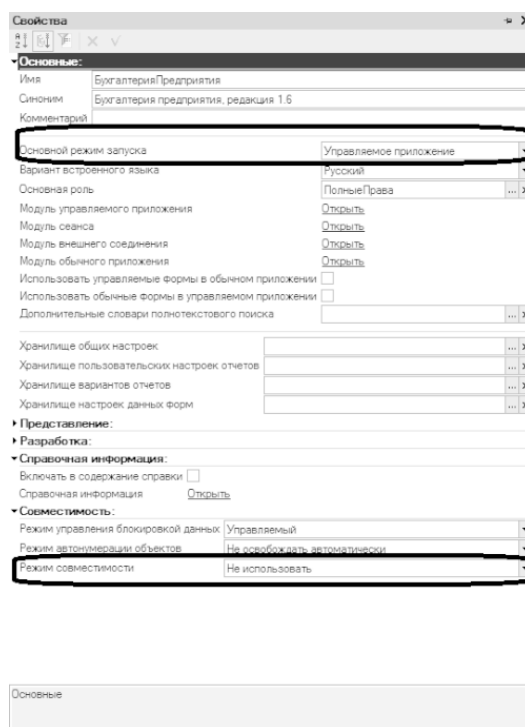 Свойства
Основные:
Имя БухгалтерияПредприятия
Синоним Бухгалтерия предприятия, редакция 1.6
Комментарий
Основной режим запуска Управляемое приложение
Вариант встроенного языка Русский
Основная роль ПолныеПрава ...
Модуль управляемого приложения Открыть
Модуль сеанса Открыть
Модуль внешнего соединения Открыть
Модуль обычного приложения Открыть
Использовать управляемые формы в обычном приложении
Использовать обычные формы в управляемом приложении
Дополнительные словари полнотекстового поиска ...
Хранилище общих настроек ...
Хранилище пользовательских настроек отчетов ...
Хранилище вариантов отчетов ...
Хранилище настроек данных форм ...
Представление:
Разработка:
Справочная информация:
Включать в содержание справки
Справочная информация Открыть
Совместимость:
Режим управления блокировкой данных Управляемый
Режим автонумерации объектов Не освобождать автоматически
Режим совместимости Не использовать
Основные